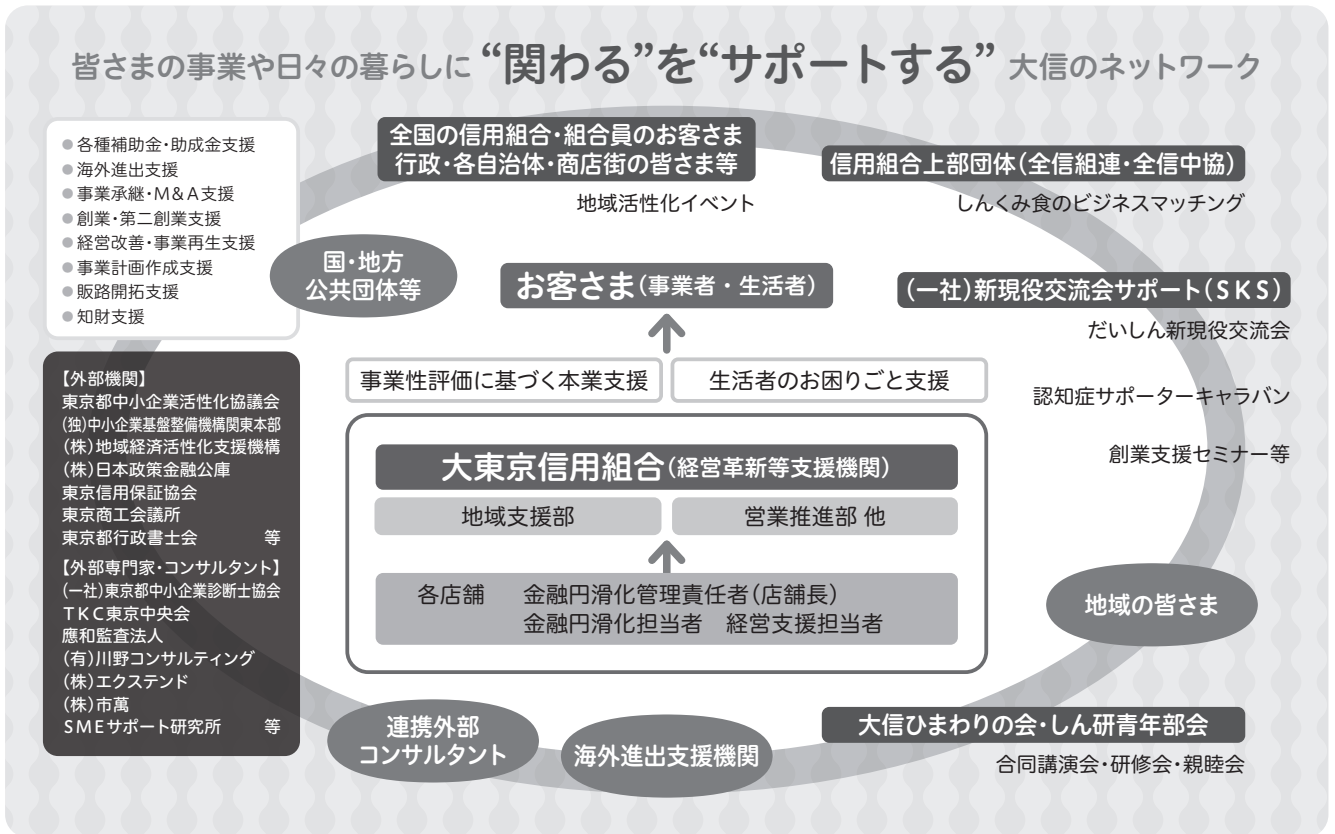 皆さまの事業や日々の暮らしに“関わる”を“サポートする”大信のネットワーク
●各種補助金・助成金支援
●海外進出支援
●事業承継・M&A支援
●創業・第二創業支援
●経営改善・事業再生支援
●事業計画作成支援
●販路開拓支援
●知財支援
国・地方
公共団体等
全国の信用組合・組合員のお客さま
行政・各自治体・商店街の皆さま等
地域活性化イベント
信用組合上部団体(全信組連・全信中協)
しんくみ食のビジネスマッチング
お客さま(事業者・生活者)
(一社)新現役交流会サポート(SKS)
だいしん新現役交流会
認知症サポーターキャラバン
創業支援セミナー等
事業性評価に基づく本業支援
生活者のお困りごと支援
大東京信用組合(経営革新等支援機関)
地域支援部
営業推進部 他
各店舗 金融円滑化管理責任者(店舗長)
金融円滑化担当者 経営支援担当者
【外部機関】
東京都中小企業活性化協議会
(独)中小企業基盤整備機構関東本部
(株)地域経済活性化支援機構
(株)日本政策金融公庫
東京信用保証協会
東京商工会議所
東京都行政書士会 等
【外部専門家・コンサルタント】
(一社)東京都中小企業診断士協会
TKC東京中央会
應和監査法人
(有)川野コンサルティング
(株)エクステンド
(株)市萬
SMEサポート研究所 等
地域の皆さま
連携外部
コンサルタント
海外進出支援機関
大信ひまわりの会・しん研青年部会
合同講演会・研修会・親睦会